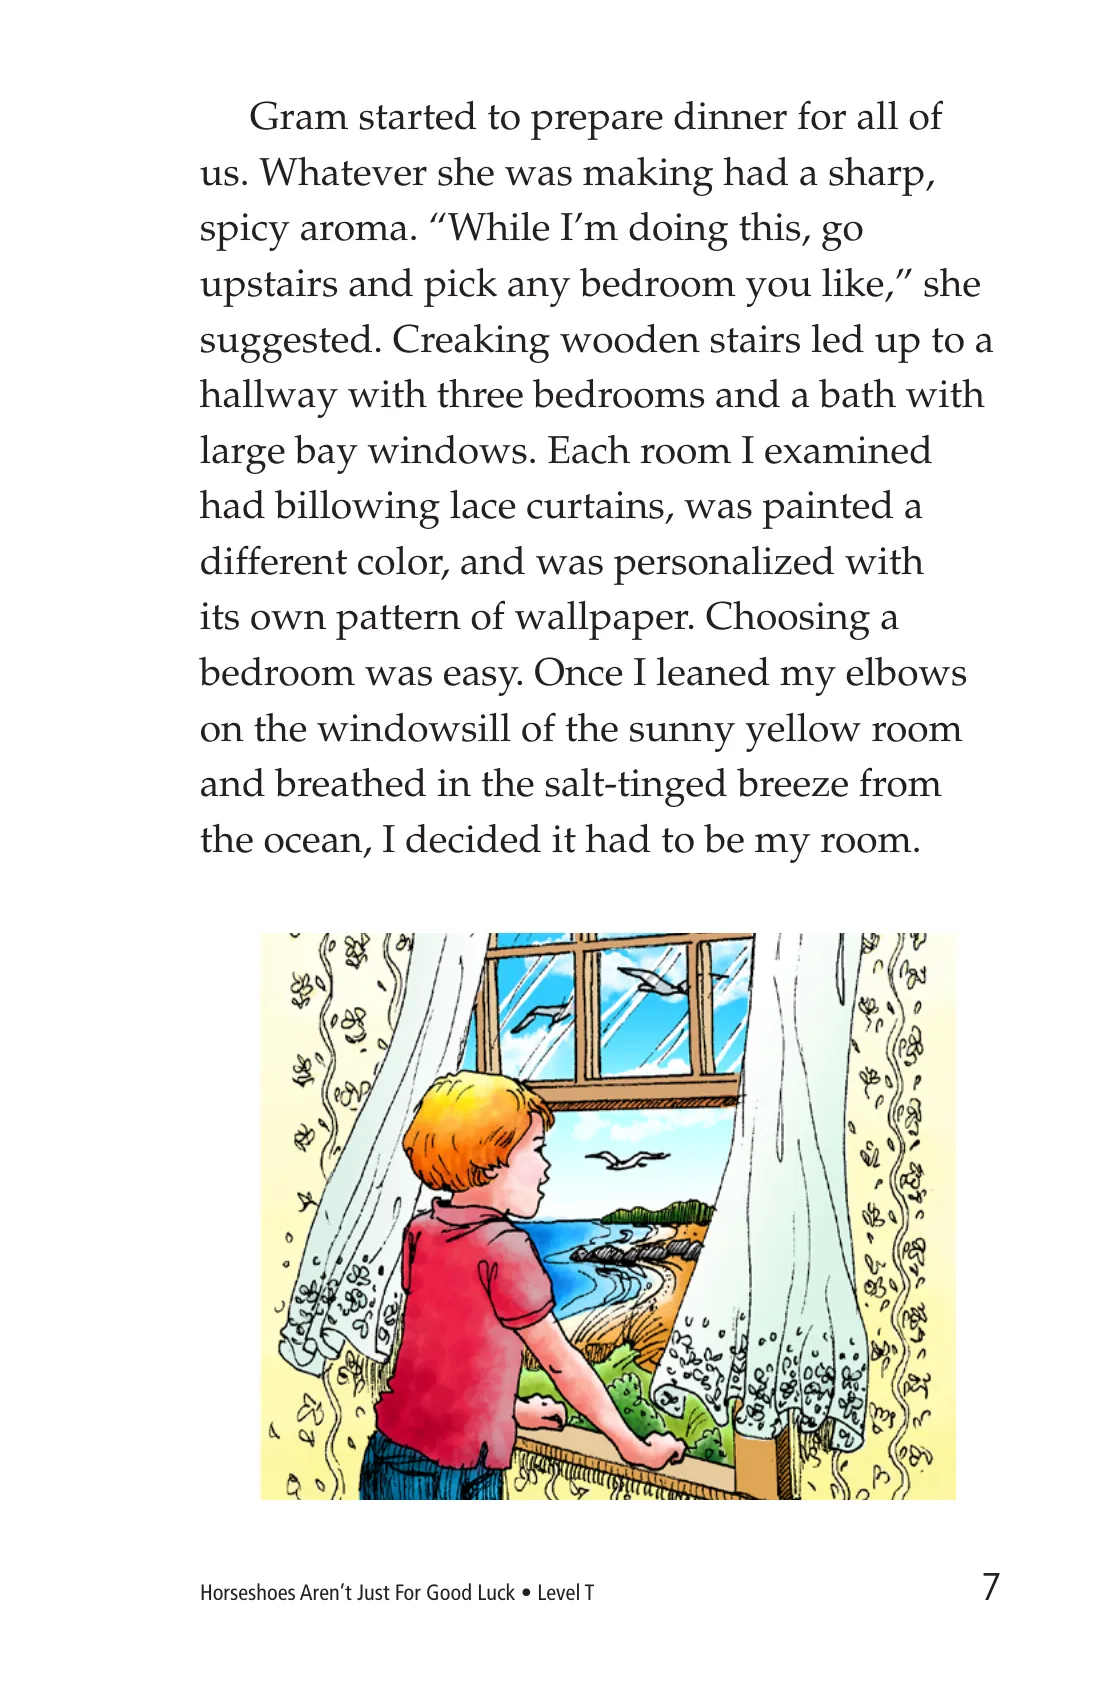 Gram started to prepare dinner for all of
us. Whatever she was making had a sharp,
spicy aroma. “While I’m doing this, go
upstairs and pick any bedroom you like,” she
suggested. Creaking wooden stairs led up to a
hallway with three bedrooms and a bath with
large bay windows. Each room I examined
had billowing lace curtains, was painted a
different color, and was personalized with
its own pattern of wallpaper. Choosing a
bedroom was easy. Once I leaned my elbows
on the windowsill of the sunny yellow room
and breathed in the salt-tinged breeze from
the ocean, I decided it had to be my room.
Horseshoes Aren’t Just For Good Luck • Level T
7